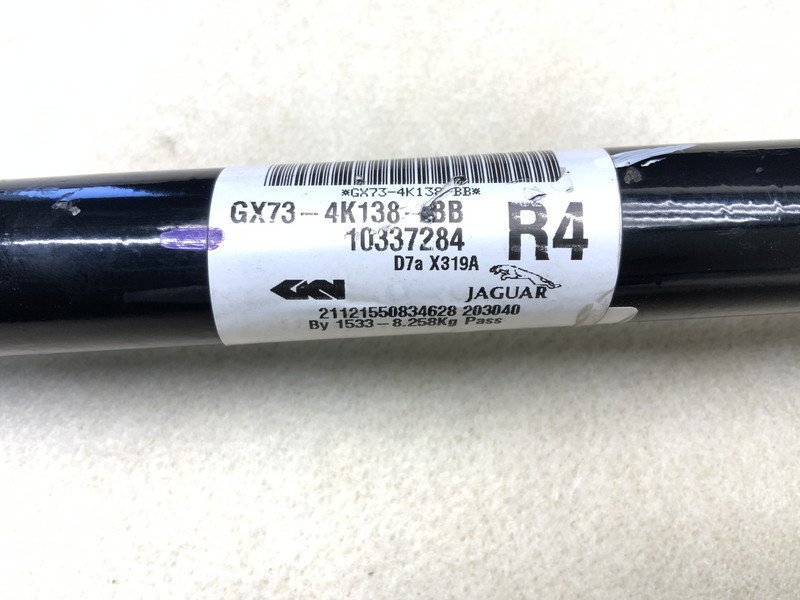 *GX73-4K138-BB*
GX73-4K138-BB
R4
10337284
D7a X319A
GKN
JAGUAR
21121550834628 203040
By 1533-8.258Kg Pass